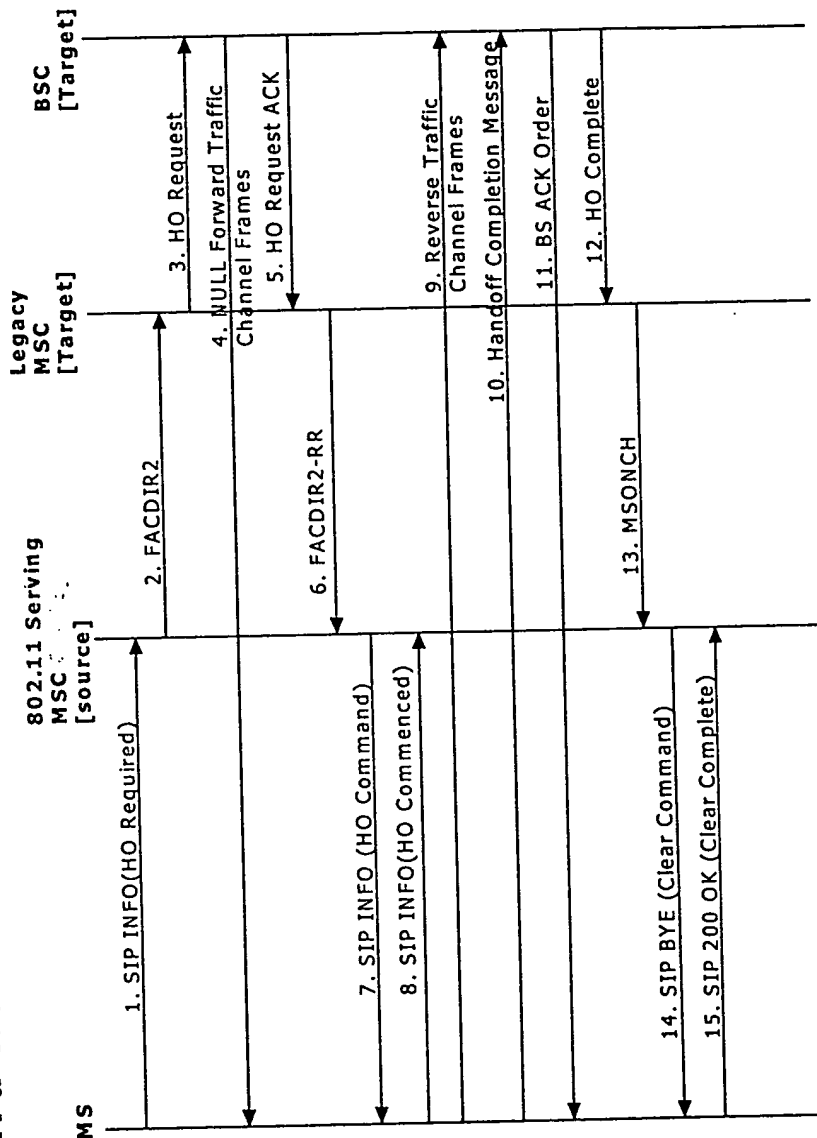 MS
802.11 Serving
MSC
[source]
Legacy
MSC
[Target]
BSC
[Target]
1. SIP INFO(HO Required)
2. FACDIR2
3. HO Request
4. NULL Forward Traffic
Channel Frames
5. HO Request ACK
6. FACDIR2-RR
7. SIP INFO (HO Command)
8. SIP INFO(HO Commenced)
9. Reverse Traffic
Channel Frames
10. Handoff Completion Message
11. BS ACK Order
12. HO Complete
13. MSONCH
14. SIP BYE (Clear Command)
15. SIP 200 OK (Clear Complete)